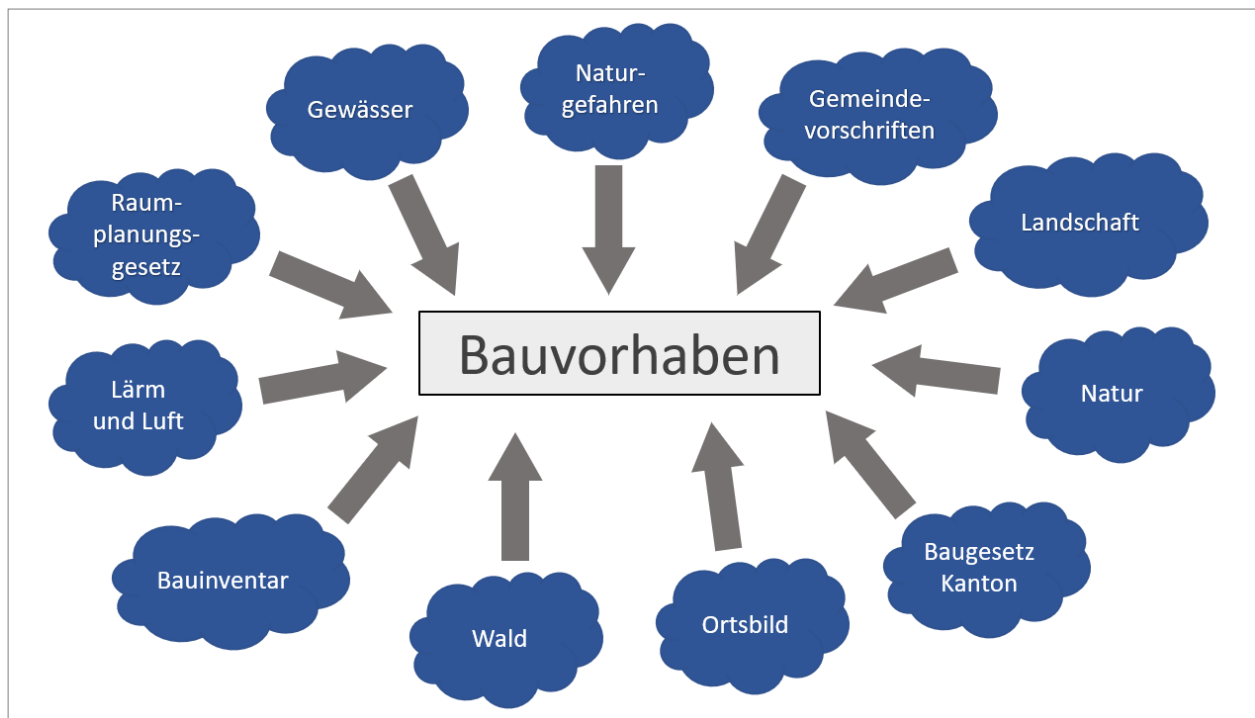 Gewässer
Natur-
gefahren
Gemeinde-
vorschriften
Raum-
planungs-
gesetz
Landschaft
Bauvorhaben
Lärm
und Luft
Natur
Bauinventar
Wald
Ortsbild
Baugesetz
Kanton